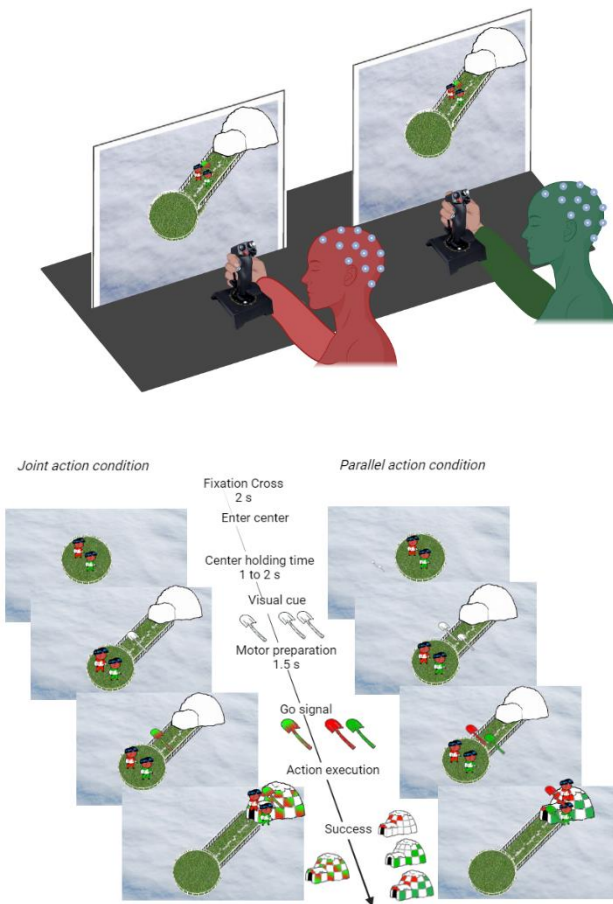 Joint action condition
Parallel action condition
Fixation Cross
2 s
Enter center
Center holding time
1 to 2 s
Visual cue
Motor preparation
1.5 s
Go signal
Action execution
Success